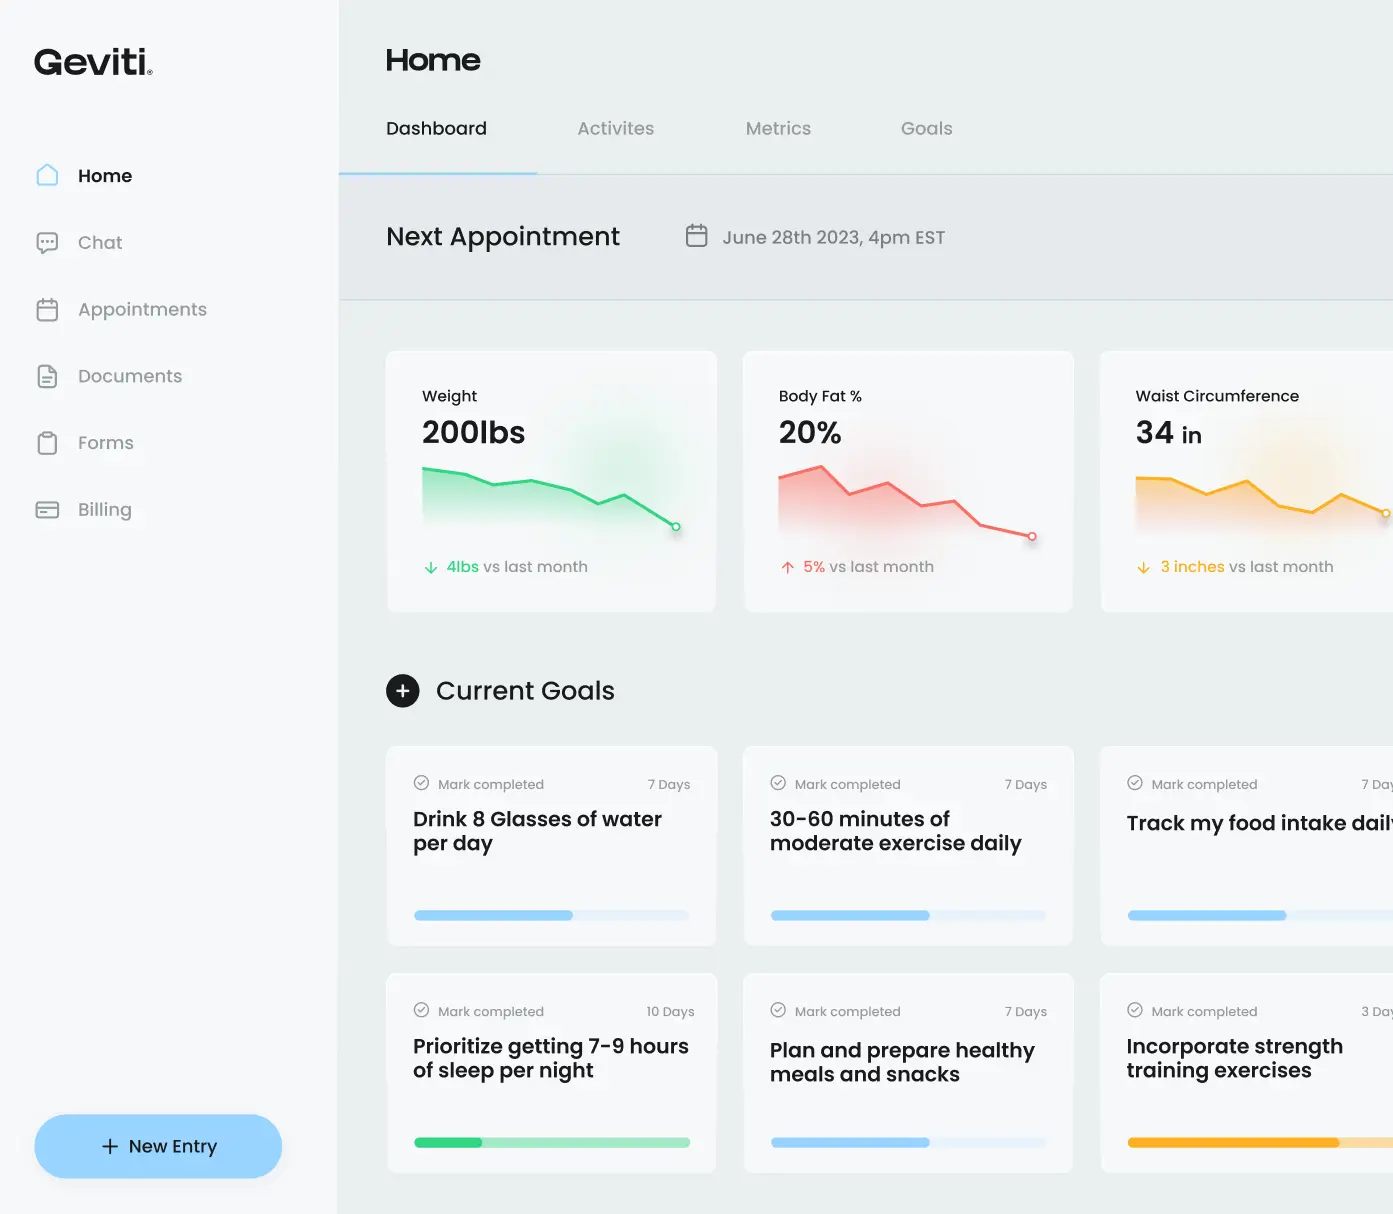 Geviti®
Home
Chat
Appointments
Documents
Forms
Billing
New Entry
Home
Dashboard
Activites
Metrics
Goals
Next Appointment
June 28th 2023, 4pm EST
Weight
200lbs
4lbs vs last month
Body Fat %
20%
5% vs last month
Waist Circumference
34 in
3 inches vs last month
Current Goals
Mark completed
7 Days
Drink 8 Glasses of water
per day
Mark completed
7 Days
30-60 minutes of
moderate exercise daily
Mark completed
7 Day
Track my food intake daily
Mark completed
10 Days
Prioritize getting 7-9 hours
of sleep per night
Mark completed
7 Days
Plan and prepare healthy
meals and snacks
Mark completed
3 Day
Incorporate strength
training exercises